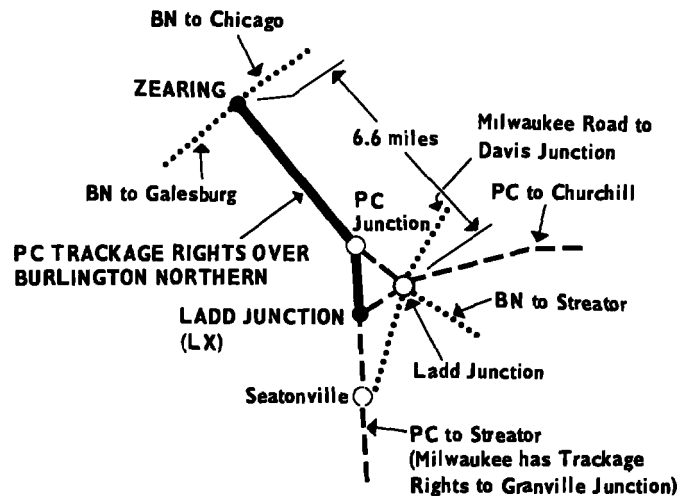 BN to Chicago
ZEARING
6.6 miles
Milwaukee Road to
Davis Junction
BN to Galesburg
PC to Churchill
PC
Junction
PC TRACKAGE RIGHTS OVER
BURLINGTON NORTHERN
BN to Streator
LADD JUNCTION
(LX)
Ladd Junction
Seatonville
PC to Streator
(Milwaukee has Trackage
Rights to Granville Junction)